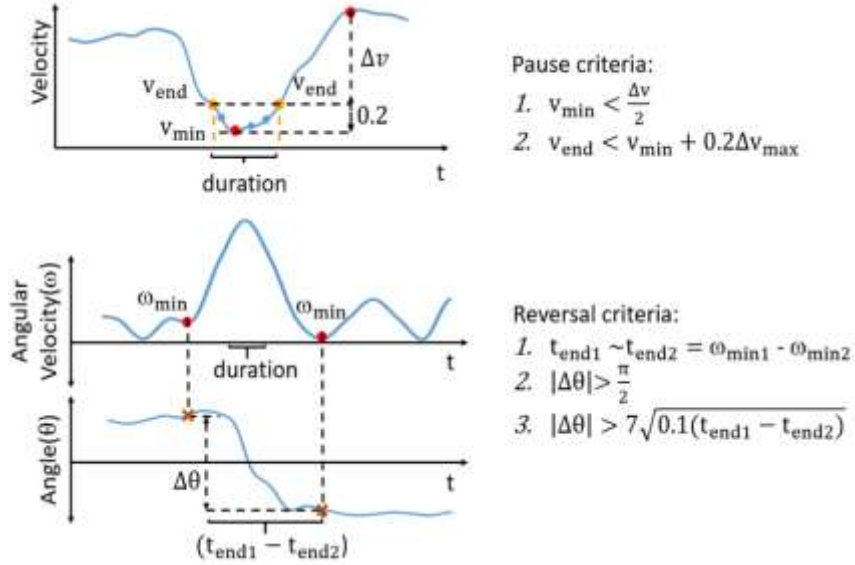 Velocity
Δv
v_end
v_end
0.2
v_min
duration
t
Pause criteria:
1. v_min < Δv/2
2. v_end < v_min + 0.2Δv_max
Angular
Velocity(ω)
ω_min
ω_min
duration
t
Reversal criteria:
1. t_end1 ~t_end2 = ω_min1 - ω_min2
2. |Δθ|> π/2
3. |Δθ| > 7√0.1(t_end1 − t_end2)
Angle(θ)
Δθ
t
(t_end1 − t_end2)